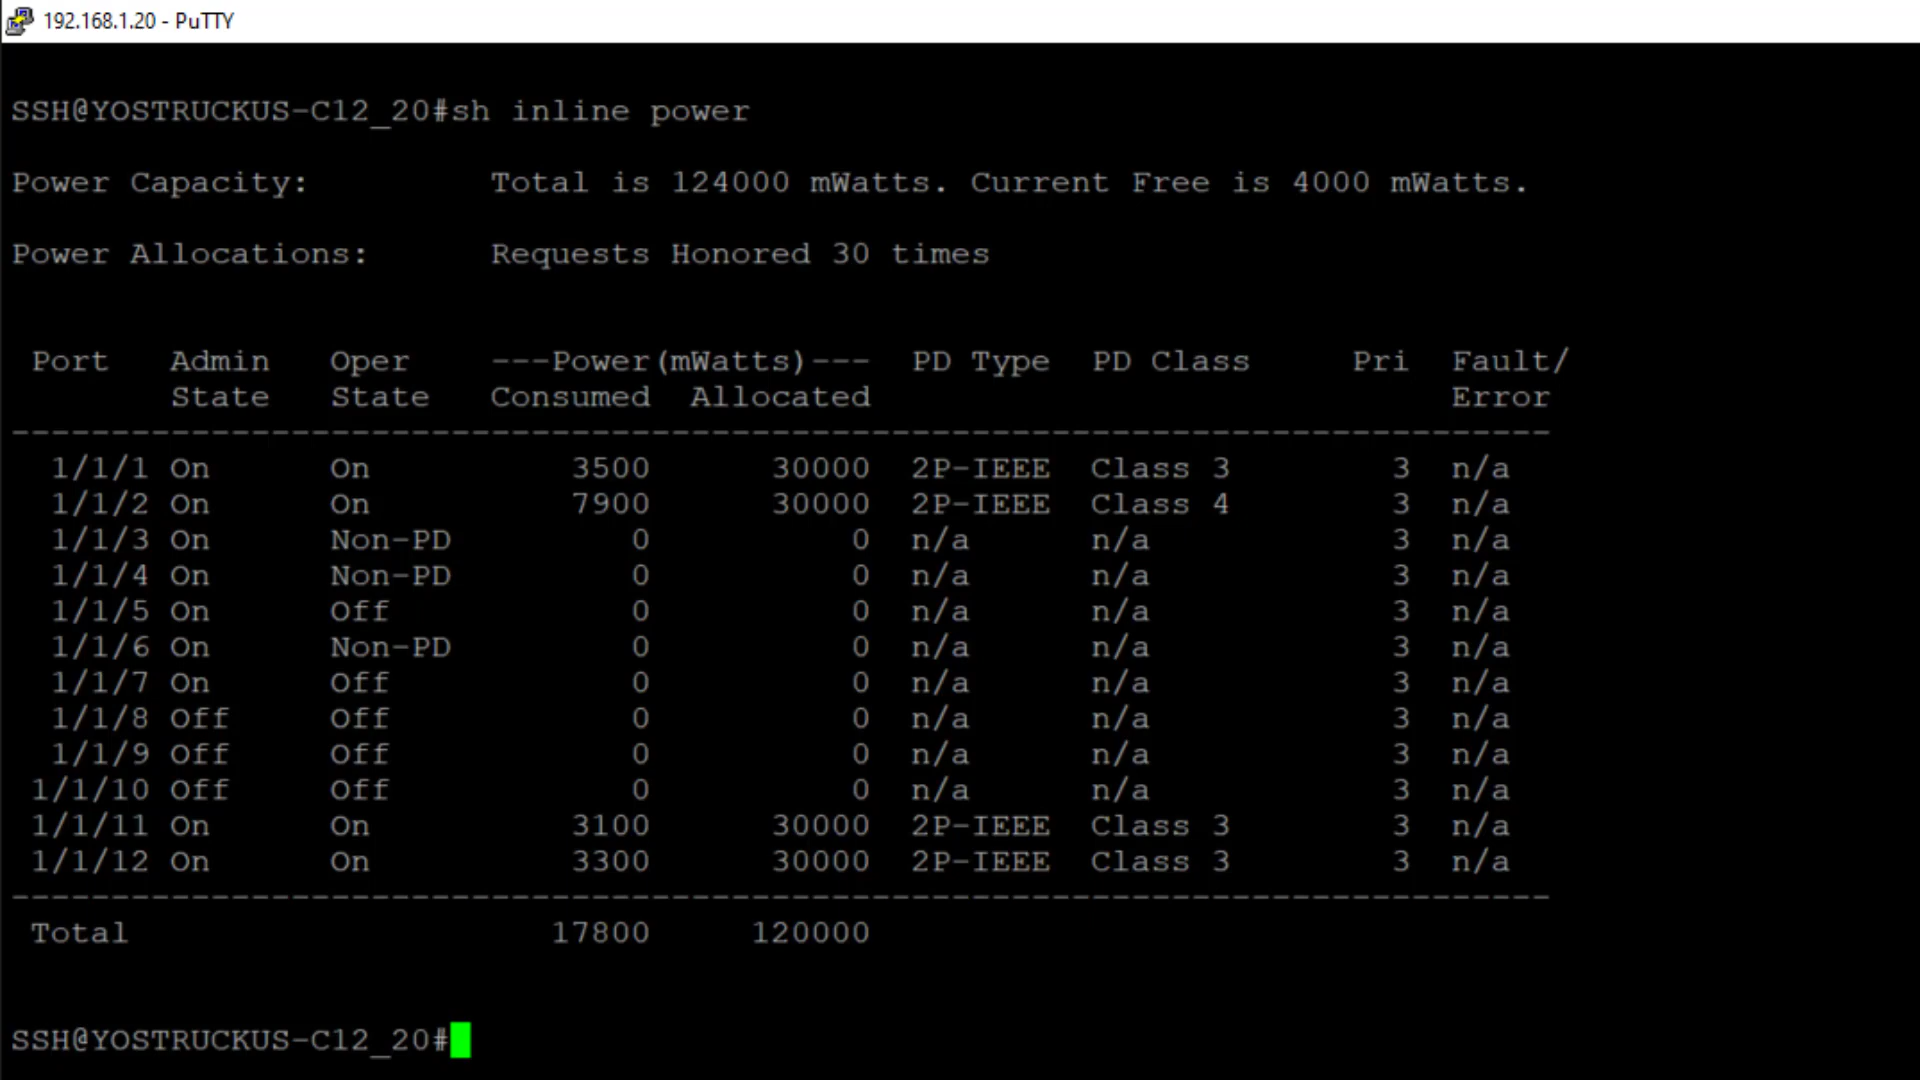 192.168.1.20 - PuTTY
SSH@YOSTRUCKUS-C12_20#sh inline power
Power Capacity:         Total is 124000 mWatts. Current Free is 4000 mWatts.
Power Allocations:      Requests Honored 30 times
 Port   Admin   Oper    ---Power(mWatts)---  PD Type  PD Class     Pri  Fault/
        State   State   Consumed  Allocated                             Error
-----------------------------------------------------------------------------
  1/1/1 On      On          3500      30000  2P-IEEE  Class 3        3  n/a
  1/1/2 On      On          7900      30000  2P-IEEE  Class 4        3  n/a
  1/1/3 On      Non-PD         0          0  n/a      n/a            3  n/a
  1/1/4 On      Non-PD         0          0  n/a      n/a            3  n/a
  1/1/5 On      Off            0          0  n/a      n/a            3  n/a
  1/1/6 On      Non-PD         0          0  n/a      n/a            3  n/a
  1/1/7 On      Off            0          0  n/a      n/a            3  n/a
  1/1/8 Off     Off            0          0  n/a      n/a            3  n/a
  1/1/9 Off     Off            0          0  n/a      n/a            3  n/a
 1/1/10 Off     Off            0          0  n/a      n/a            3  n/a
 1/1/11 On      On          3100      30000  2P-IEEE  Class 3        3  n/a
 1/1/12 On      On          3300      30000  2P-IEEE  Class 3        3  n/a
-----------------------------------------------------------------------------
 Total                     17800     120000
SSH@YOSTRUCKUS-C12_20#